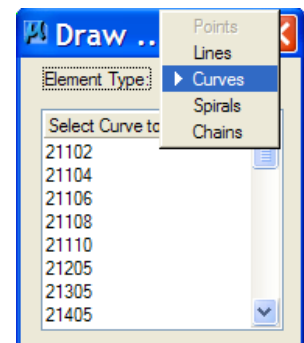 Draw ..
Points
Lines
Element Type:
Curves
Spirals
Select Curve to
Chains
21102
21104
21106
21108
21110
21205
21305
21405